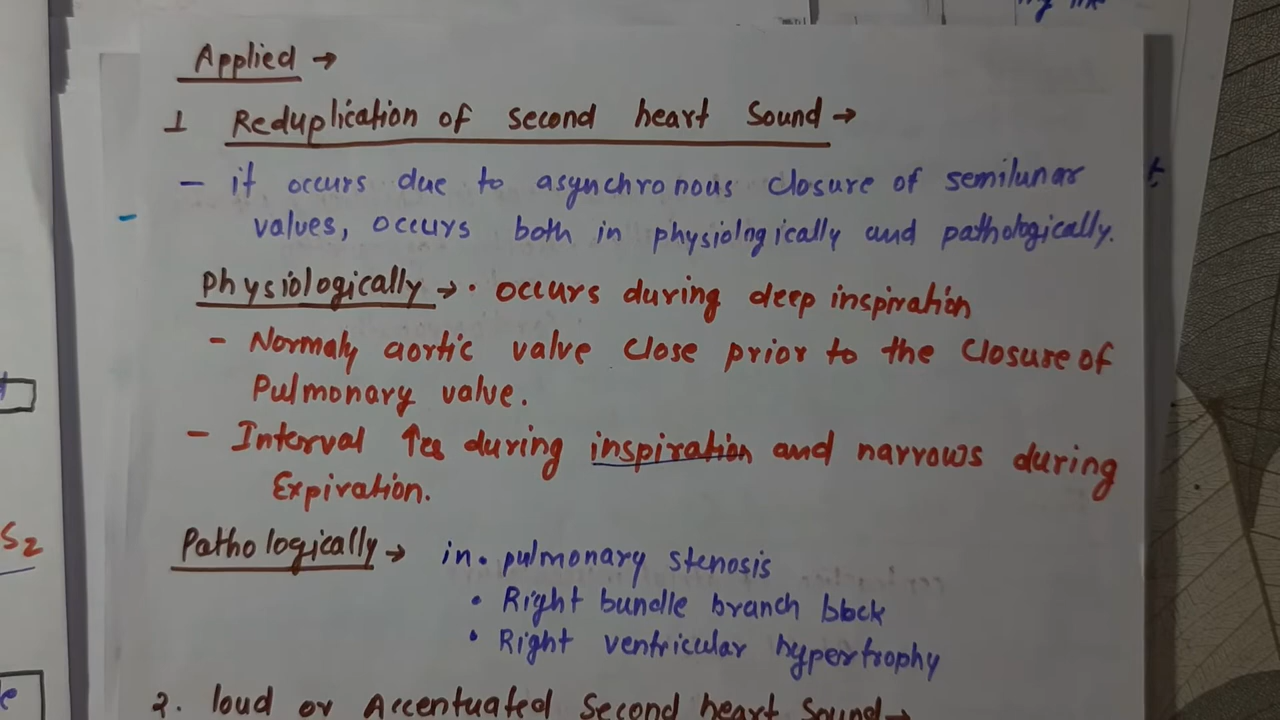 Applied →
1 Reduplication of second heart Sound →
- it occurs due to asynchronous closure of semilunar
values, occurs both in physiologically and pathologically.
Physiologically → • occurs during deep inspiration
- Normaly aortic valve close prior to the closure of
Pulmonary valve.
- Interval ↑es during inspiration and narrows during
Expiration.
S2
Pathologically → in • pulmonary stenosis
• Right bundle branch block
• Right ventricular hypertrophy
2. loud or Accentuated Second heart Sound →